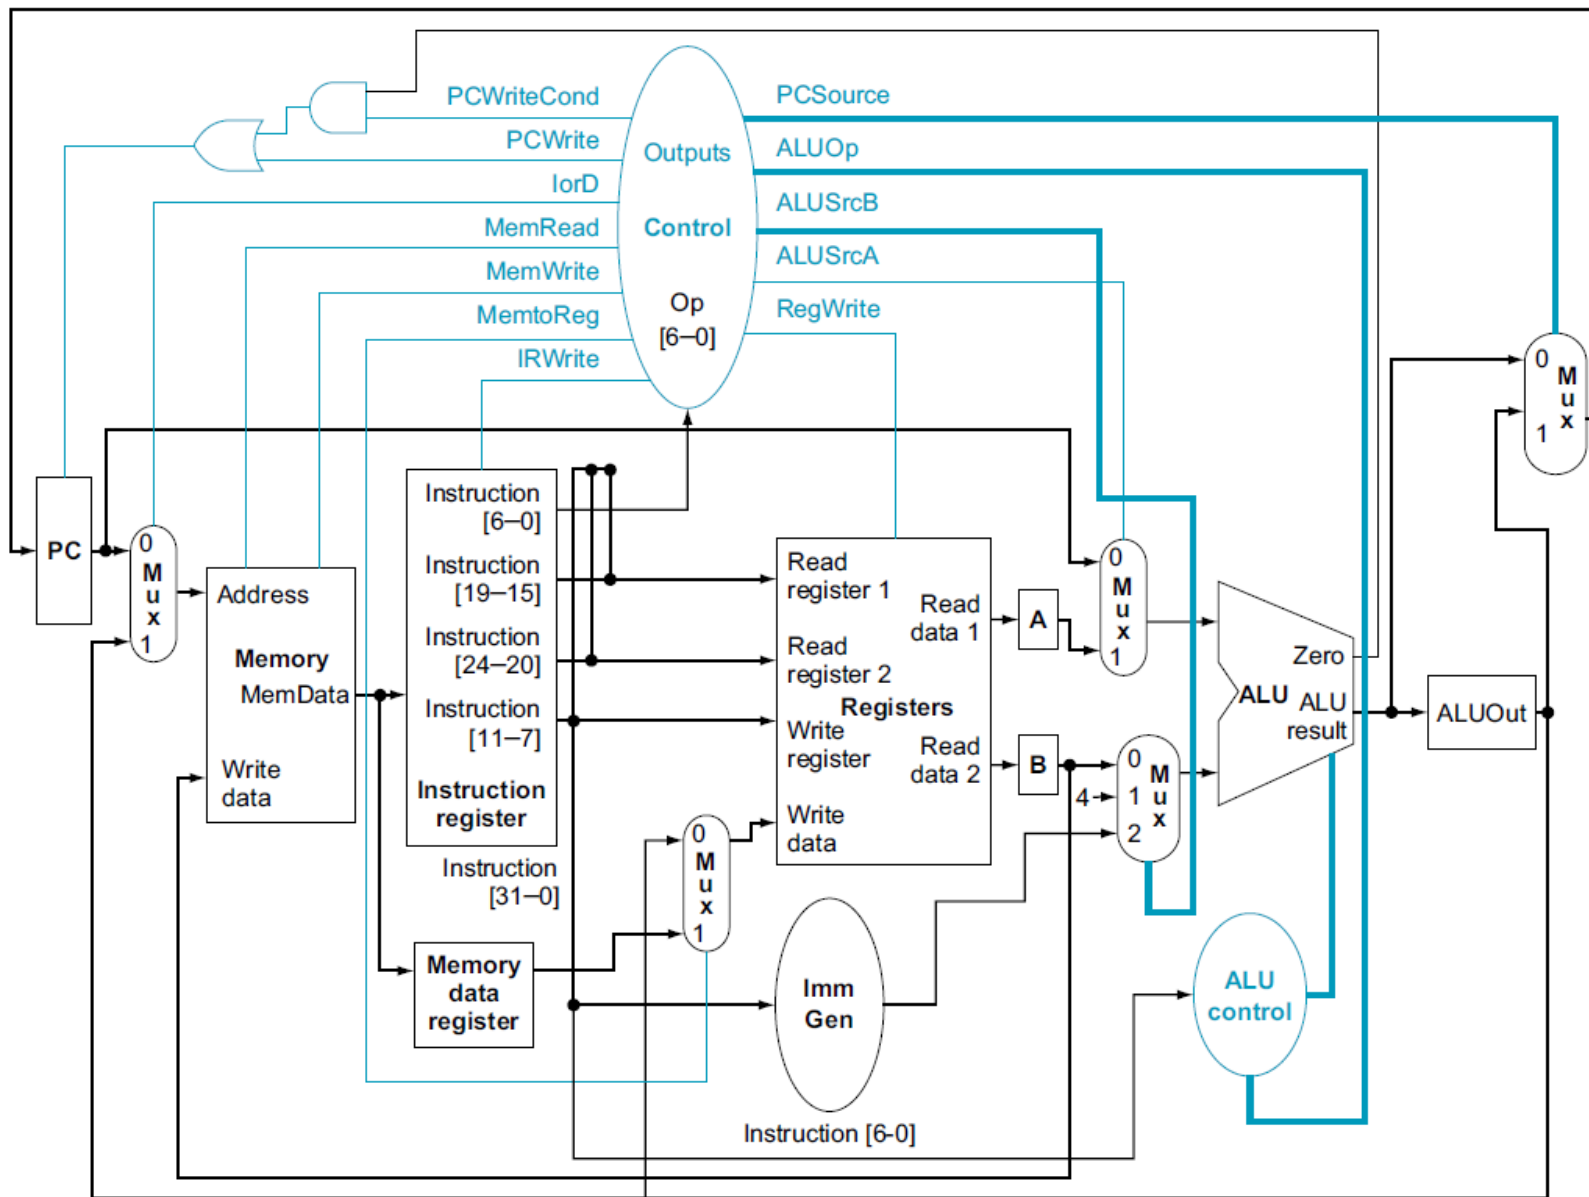 PCWriteCond
PCWrite
IorD
MemRead
MemWrite
MemtoReg
IRWrite
Outputs
Control
Op
[6–0]
PCSource
ALUOp
ALUSrcB
ALUSrcA
RegWrite
PC
0
M
u
x
1
Address
Memory
MemData
Write
data
Instruction
[6–0]
Instruction
[19–15]
Instruction
[24–20]
Instruction
[11–7]
Instruction
register
Instruction
[31–0]
Memory
data
register
0
M
u
x
1
Read
register 1
Read
register 2
Registers
Write
register
Write
data
Read
data 1
Read
data 2
A
B
0
M
u
x
1
4
0
1
2
M
u
x
Imm
Gen
Instruction [6-0]
ALU
control
Zero
ALU
ALU
result
ALUOut
0
M
u
x
1